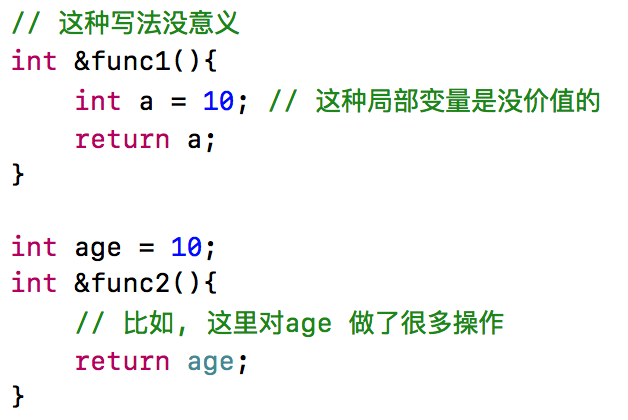 // 这种写法没意义
int &func1(){
    int a = 10; // 这种局部变量是没价值的
    return a;
}

int age = 10;
int &func2(){
    // 比如, 这里对age 做了很多操作
    return age;
}